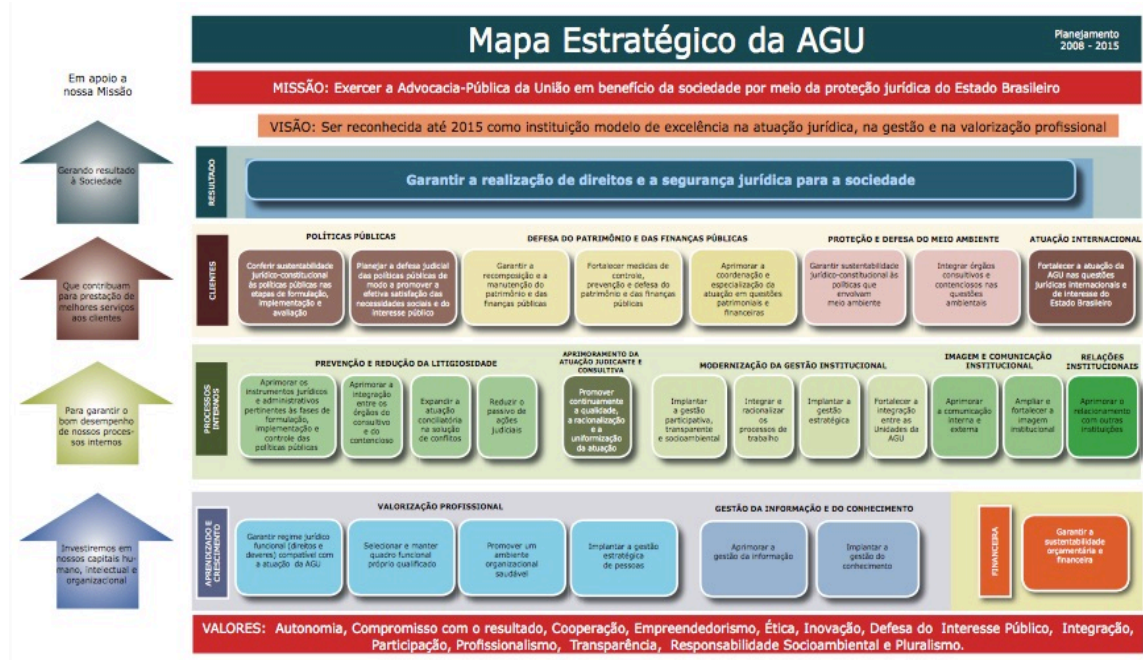 Mapa Estratégico da AGU
Planejamento
2008 - 2015
Em apoio a
nossa Missão
MISSÃO: Exercer a Advocacia-Pública da União em benefício da sociedade por meio da proteção jurídica do Estado Brasileiro
VISÃO: Ser reconhecida até 2015 como instituição modelo de excelência na atuação jurídica, na gestão e na valorização profissional
Gerando resultado
à Sociedade
RESULTADO
Garantir a realização de direitos e a segurança jurídica para a sociedade
Que contribuam
para prestação de
melhores serviços
aos clientes
CLIENTES
POLÍTICAS PÚBLICAS
Conferir sustentabilidade
jurídico-constitucional
às políticas públicas nas
etapas de formulação,
implementação e
avaliação
Planejar a defesa judicial
das políticas públicas de
modo a promover a
efetiva satisfação das
necessidades sociais e do
interesse público
DEFESA DO PATRIMÔNIO E DAS FINANÇAS PÚBLICAS
Garantir a
recomposição e a
manutenção do
patrimônio e das
finanças públicas
Fortalecer medidas de
controle,
prevenção e defesa
do patrimônio e das
finanças públicas
Aprimorar a
coordenação e
especialização da
atuação em questões
patrimoniais e
financeiras
PROTEÇÃO E DEFESA DO MEIO AMBIENTE
Garantir sustentabilidade
jurídico-constitucional às
políticas que
envolvam
meio ambiente
Integrar órgãos
consultivos e
contenciosos nas
questões
ambientais
ATUAÇÃO INTERNACIONAL
Fortalecer a atuação da
AGU nas questões
jurídicas internacionais e
de interesse do
Estado Brasileiro
Para garantir o
bom desempenho
de nossos proces-
sos internos
PROCESSOS
INTERNOS
PREVENÇÃO E REDUÇÃO DA LITIGIOSIDADE
Aprimorar os
instrumentos jurídicos
e administrativos
pertinentes às fases de
formulação,
implementação e
controle das
políticas públicas
Aprimorar a
integração
entre os
órgãos do
consultivo e do
contencioso
Expandir a
atuação
conciliatória
na solução
de conflitos
Reduzir o
passivo de
ações
judiciais
APRIMORAMENTO DA
ATUAÇÃO JUDICANTE E
CONSULTIVA
Promover
continuamente
a qualidade,
a racionalização
e a
uniformização
da atuação
MODERNIZAÇÃO DA GESTÃO INSTITUCIONAL
Implantar
a gestão
participativa,
transparente
e socioambiental
Integrar e
racionalizar
os
processos de
trabalho
Implantar a
gestão
estratégica
Fortalecer a
integração
entre as
Unidades da
AGU
IMAGEM E COMUNICAÇÃO
INSTITUCIONAL
Aprimorar
a comunicação
interna e
externa
Ampliar e
fortalecer a
imagem
institucional
RELAÇÕES
INSTITUCIONAIS
Aprimorar o
relacionamento
com outras
instituições
Investiremos em
nossos capitais hu-
mano, intelectual e
organizacional
APRENDIZADO E
CRESCIMENTO
VALORIZAÇÃO PROFISSIONAL
Garantir regime jurídico
funcional (direitos e
deveres) compatível com
a atuação da AGU
Selecionar e manter
quadro funcional
próprio qualificado
Promover um
ambiente
organizacional
saudável
Implantar a gestão
estratégica
de pessoas
GESTÃO DA INFORMAÇÃO E DO CONHECIMENTO
Aprimorar a
gestão da informação
Implantar a
gestão do
conhecimento
FINANCEIRA
Garantir a
sustentabilidade
orçamentária e
financeira
VALORES: Autonomia, Compromisso com o resultado, Cooperação, Empreendedorismo, Ética, Inovação, Defesa do Interesse Público, Integração,
Participação, Profissionalismo, Transparência, Responsabilidade Socioambiental e Pluralismo.